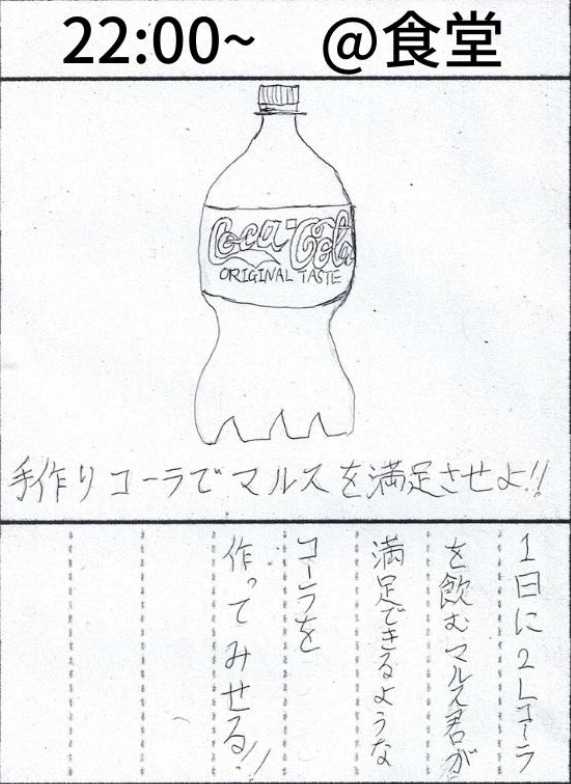 22:00~ @食堂
Coca-Cola
ORIGINAL TASTE
手作りコーラでマルスを満足させよ!!
1日に2Lコーラ
を飲むマルス君が
満足できるような
コーラを
作ってみせる!!